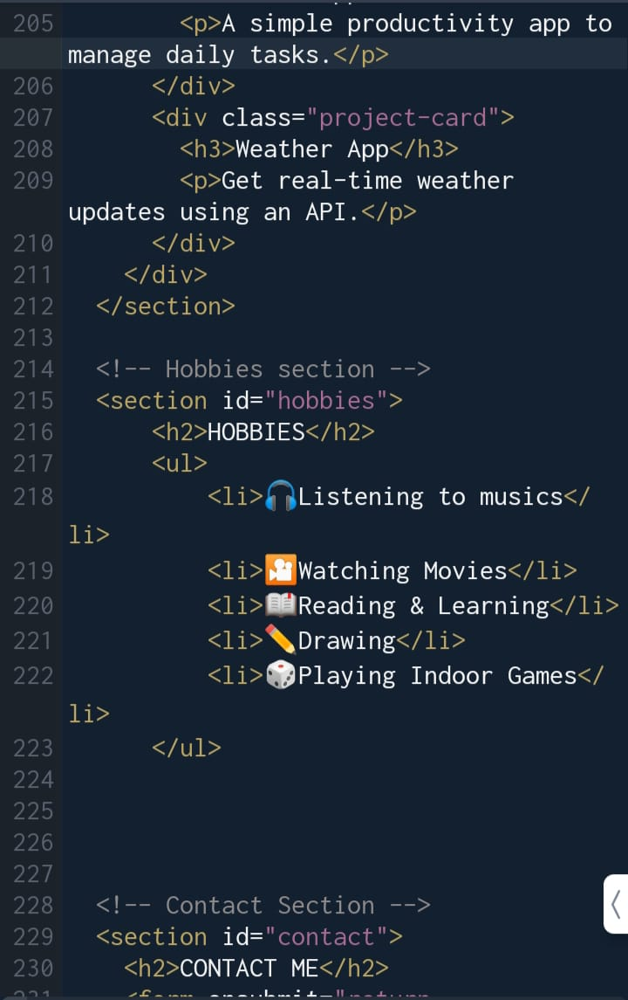 205 <p>A simple productivity app to
manage daily tasks.</p>
206 </div>
207 <div class="project-card">
208 <h3>Weather App</h3>
209 <p>Get real-time weather
updates using an API.</p>
210 </div>
211 </div>
212 </section>
213
214 <!-- Hobbies section -->
215 <section id="hobbies">
216 <h2>HOBBIES</h2>
217 <ul>
218 <li>🎧Listening to musics</
li>
219 <li>🎦Watching Movies</li>
220 <li>📖Reading & Learning</li>
221 <li>✏️Drawing</li>
222 <li>🎲Playing Indoor Games</
li>
223 </ul>
224
225
226
227
228 <!-- Contact Section -->
229 <section id="contact">
230 <h2>CONTACT ME</h2>
231 <form onsubmit="return